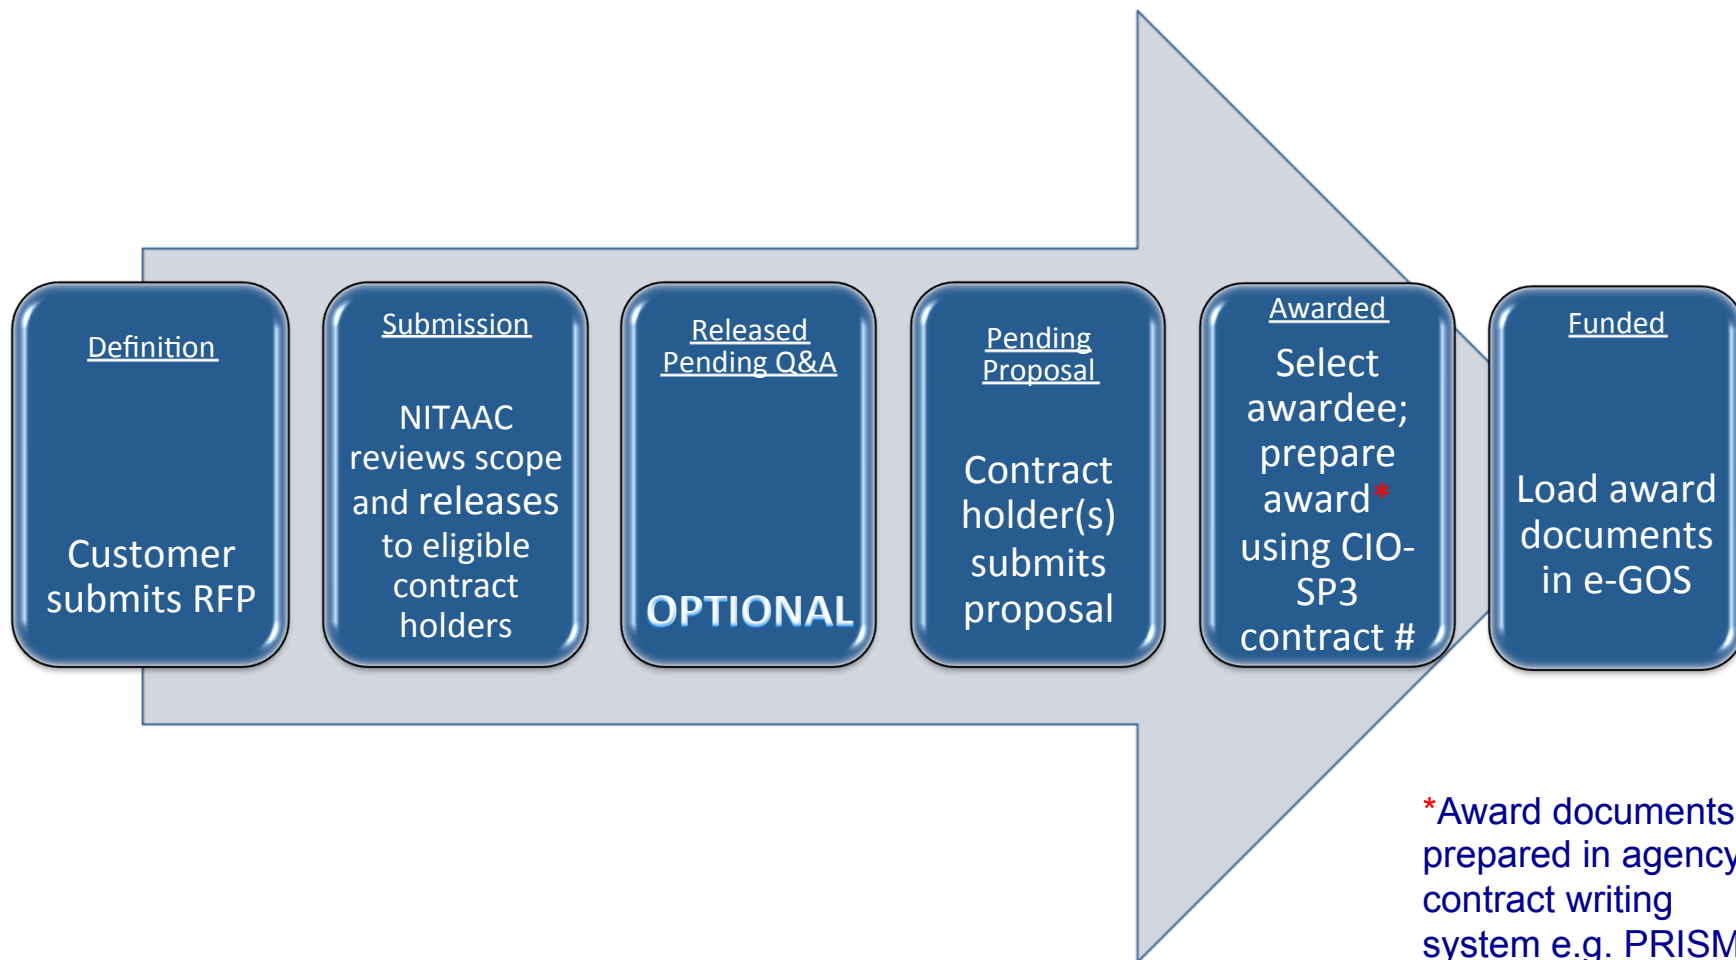 Definition
Customer
submits RFP
Submission
NITAAC
reviews scope
and releases
to eligible
contract
holders
Released
Pending Q&A
OPTIONAL
Pending
Proposal
Contract
holder(s)
submits
proposal
Awarded
Select
awardee;
prepare
award*
using CIO-
SP3
contract #
Funded
Load award
documents
in e-GOS
*Award documents
prepared in agency
contract writing
system e.g. PRISM